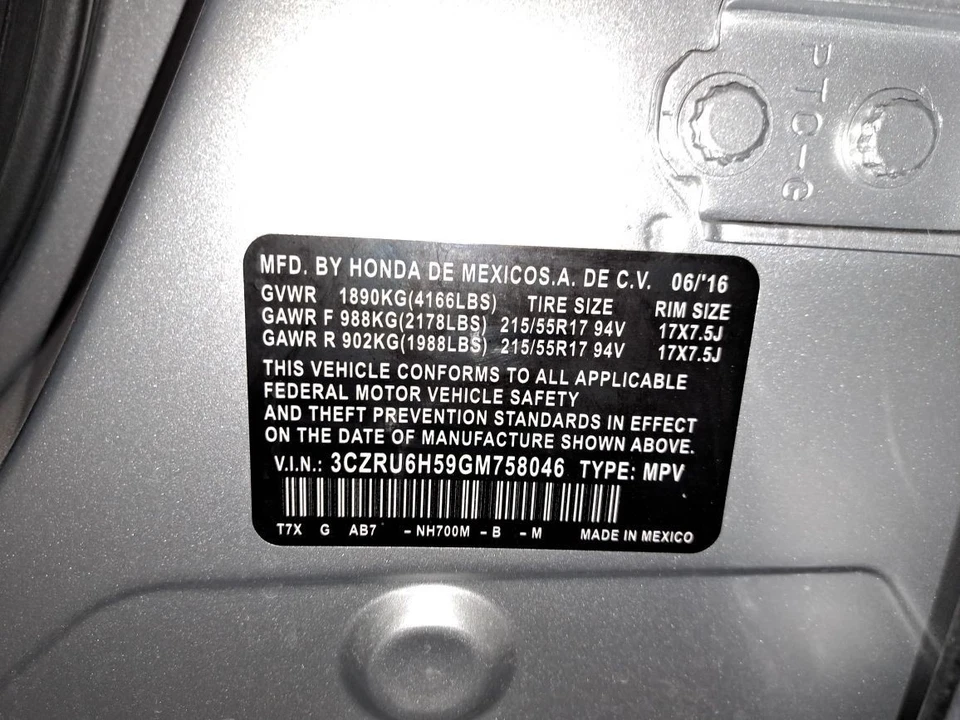 PTC-e
MFD. BY HONDA DE MEXICOS.A. DE C.V. 06/'16
GVWR 1890KG(4166LBS) TIRE SIZE RIM SIZE
GAWR F 988KG(2178LBS) 215/55R17 94V 17X7.5J
GAWR R 902KG(1988LBS) 215/55R17 94V 17X7.5J
THIS VEHICLE CONFORMS TO ALL APPLICABLE
FEDERAL MOTOR VEHICLE SAFETY
AND THEFT PREVENTION STANDARDS IN EFFECT
ON THE DATE OF MANUFACTURE SHOWN ABOVE.
V.I.N.: 3CZRU6H59GM758046 TYPE: MPV
T7X G AB7 -NH700M -B -M MADE IN MEXICO